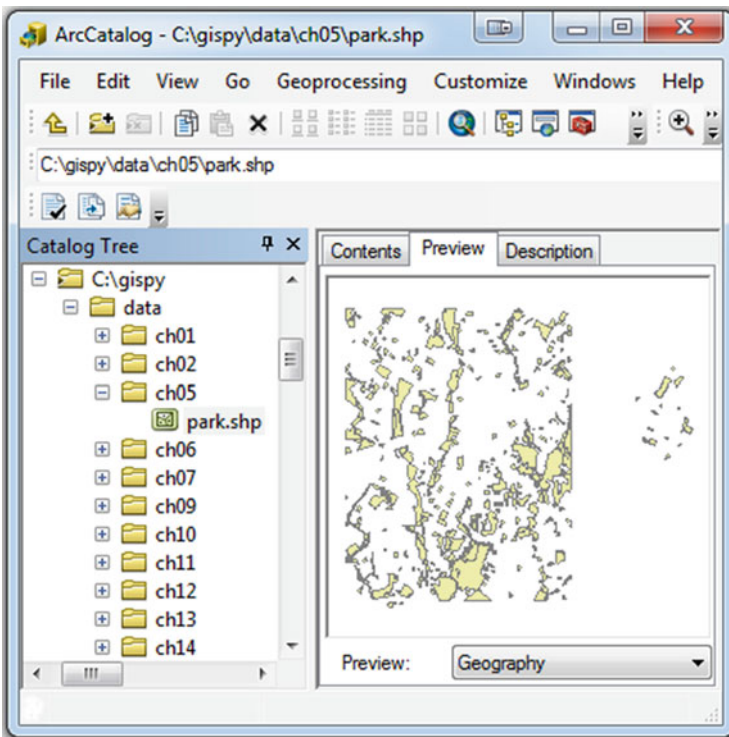 ArcCatalog - C:\gispy\data\ch05\park.shp
File Edit View Go Geoprocessing Customize Windows Help
C:\gispy\data\ch05\park.shp
Catalog Tree
C:\gispy
data
ch01
ch02
ch05
park.shp
ch06
ch07
ch09
ch10
ch11
ch12
ch13
ch14
Contents Preview Description
Preview: Geography